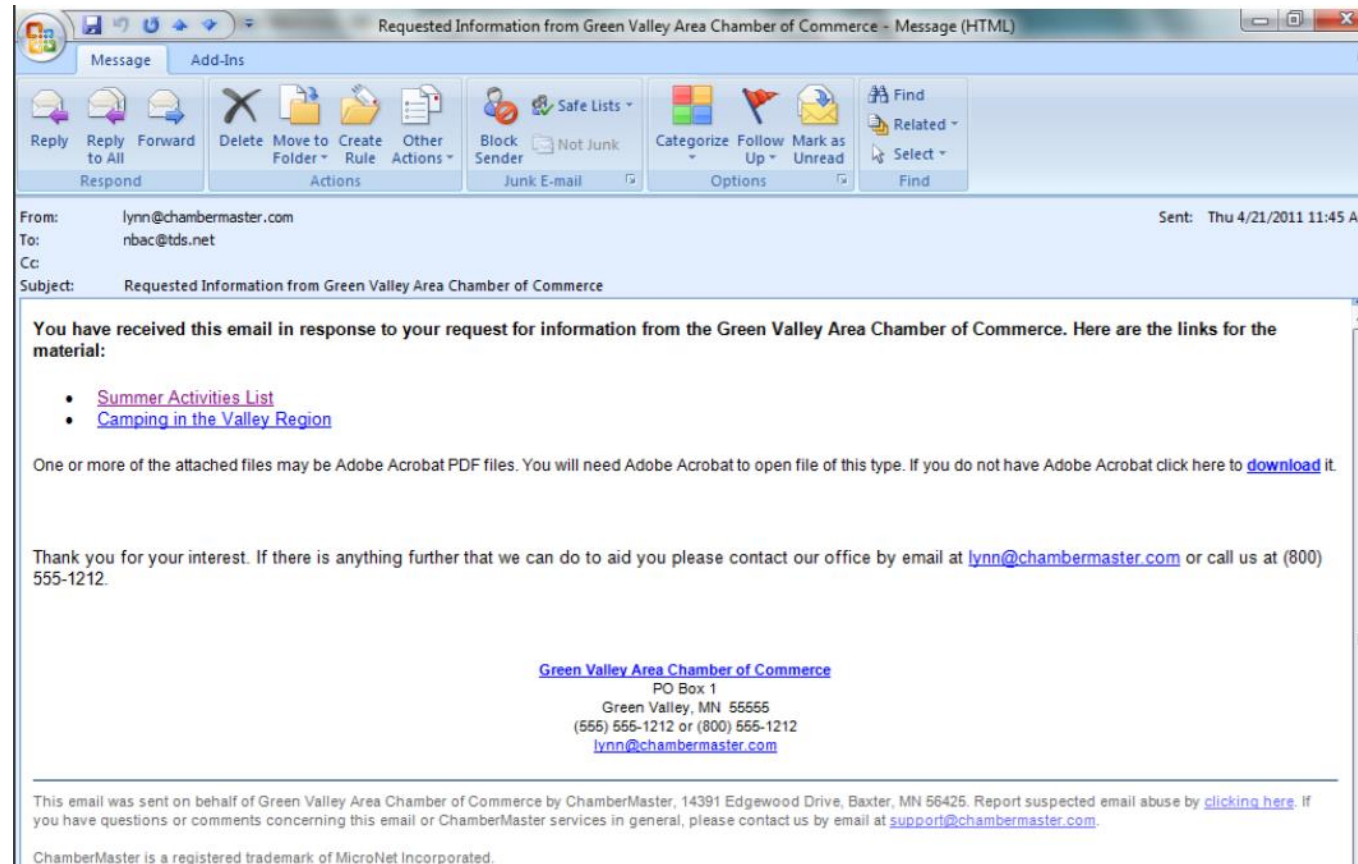 Requested Information from Green Valley Area Chamber of Commerce - Message (HTML)
Message Add-Ins
Reply
Reply to All
Forward
Respond
Delete
Move to Folder
Create Rule
Other Actions
Actions
Block Sender
Safe Lists
Not Junk
Junk E-mail
Categorize
Follow Up
Mark as Unread
Options
Find
Related
Select
Find
From: lynn@chambermaster.com Sent: Thu 4/21/2011 11:45 A
To: nbac@tds.net
Cc:
Subject: Requested Information from Green Valley Area Chamber of Commerce
You have received this email in response to your request for information from the Green Valley Area Chamber of Commerce. Here are the links for the
material:
• Summer Activities List
• Camping in the Valley Region
One or more of the attached files may be Adobe Acrobat PDF files. You will need Adobe Acrobat to open file of this type. If you do not have Adobe Acrobat click here to download it.
Thank you for your interest. If there is anything further that we can do to aid you please contact our office by email at lynn@chambermaster.com or call us at (800)
555-1212.
Green Valley Area Chamber of Commerce
PO Box 1
Green Valley, MN 55555
(555) 555-1212 or (800) 555-1212
lynn@chambermaster.com
This email was sent on behalf of Green Valley Area Chamber of Commerce by ChamberMaster, 14391 Edgewood Drive, Baxter, MN 56425. Report suspected email abuse by clicking here. If
you have questions or comments concerning this email or ChamberMaster services in general, please contact us by email at support@chambermaster.com.
ChamberMaster is a registered trademark of MicroNet Incorporated.